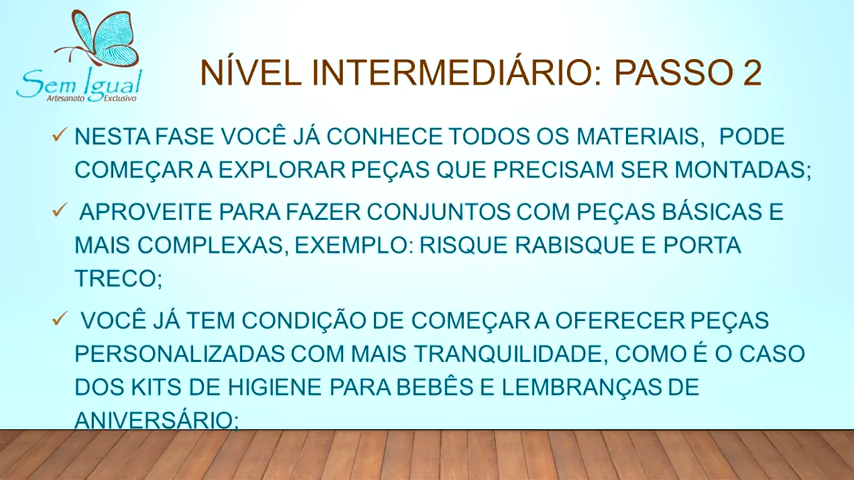 Sem Igual
Artesanato Exclusivo
NÍVEL INTERMEDIÁRIO: PASSO 2
NESTA FASE VOCÊ JÁ CONHECE TODOS OS MATERIAIS, PODE
COMEÇAR A EXPLORAR PEÇAS QUE PRECISAM SER MONTADAS;
APROVEITE PARA FAZER CONJUNTOS COM PEÇAS BÁSICAS E
MAIS COMPLEXAS, EXEMPLO: RISQUE RABISQUE E PORTA
TRECO;
VOCÊ JÁ TEM CONDIÇÃO DE COMEÇAR A OFERECER PEÇAS
PERSONALIZADAS COM MAIS TRANQUILIDADE, COMO É O CASO
DOS KITS DE HIGIENE PARA BEBÊS E LEMBRANÇAS DE
ANIVERSÁRIO;